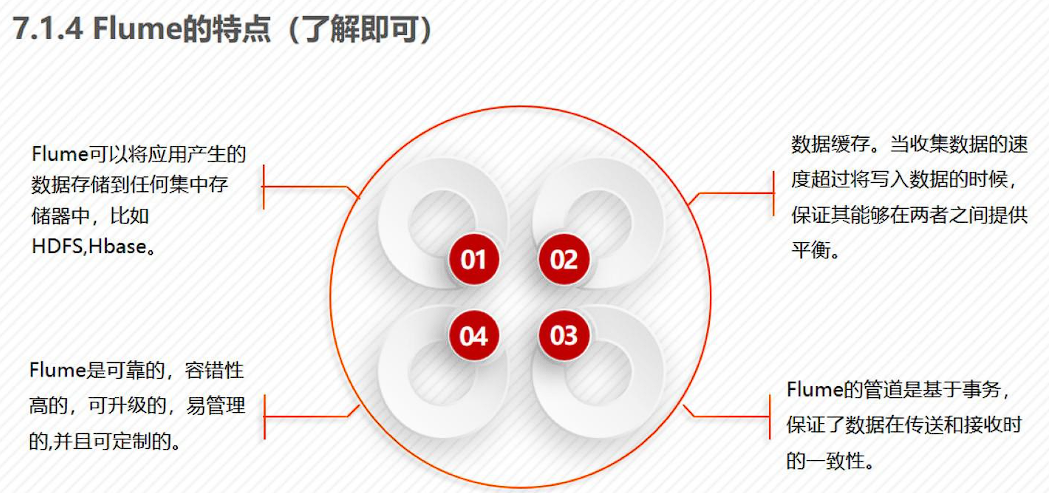 7.1.4 Flume的特点（了解即可）
Flume可以将应用产生的
数据存储到任何集中存
储器中，比如
HDFS,Hbase。
数据缓存。当收集数据的速
度超过将写入数据的时候，
保证其能够在两者之间提供
平衡。
01
02
04
03
Flume是可靠的，容错性
高的，可升级的，易管理
的,并且可定制的。
Flume的管道是基于事务，
保证了数据在传送和接收时
的一致性。